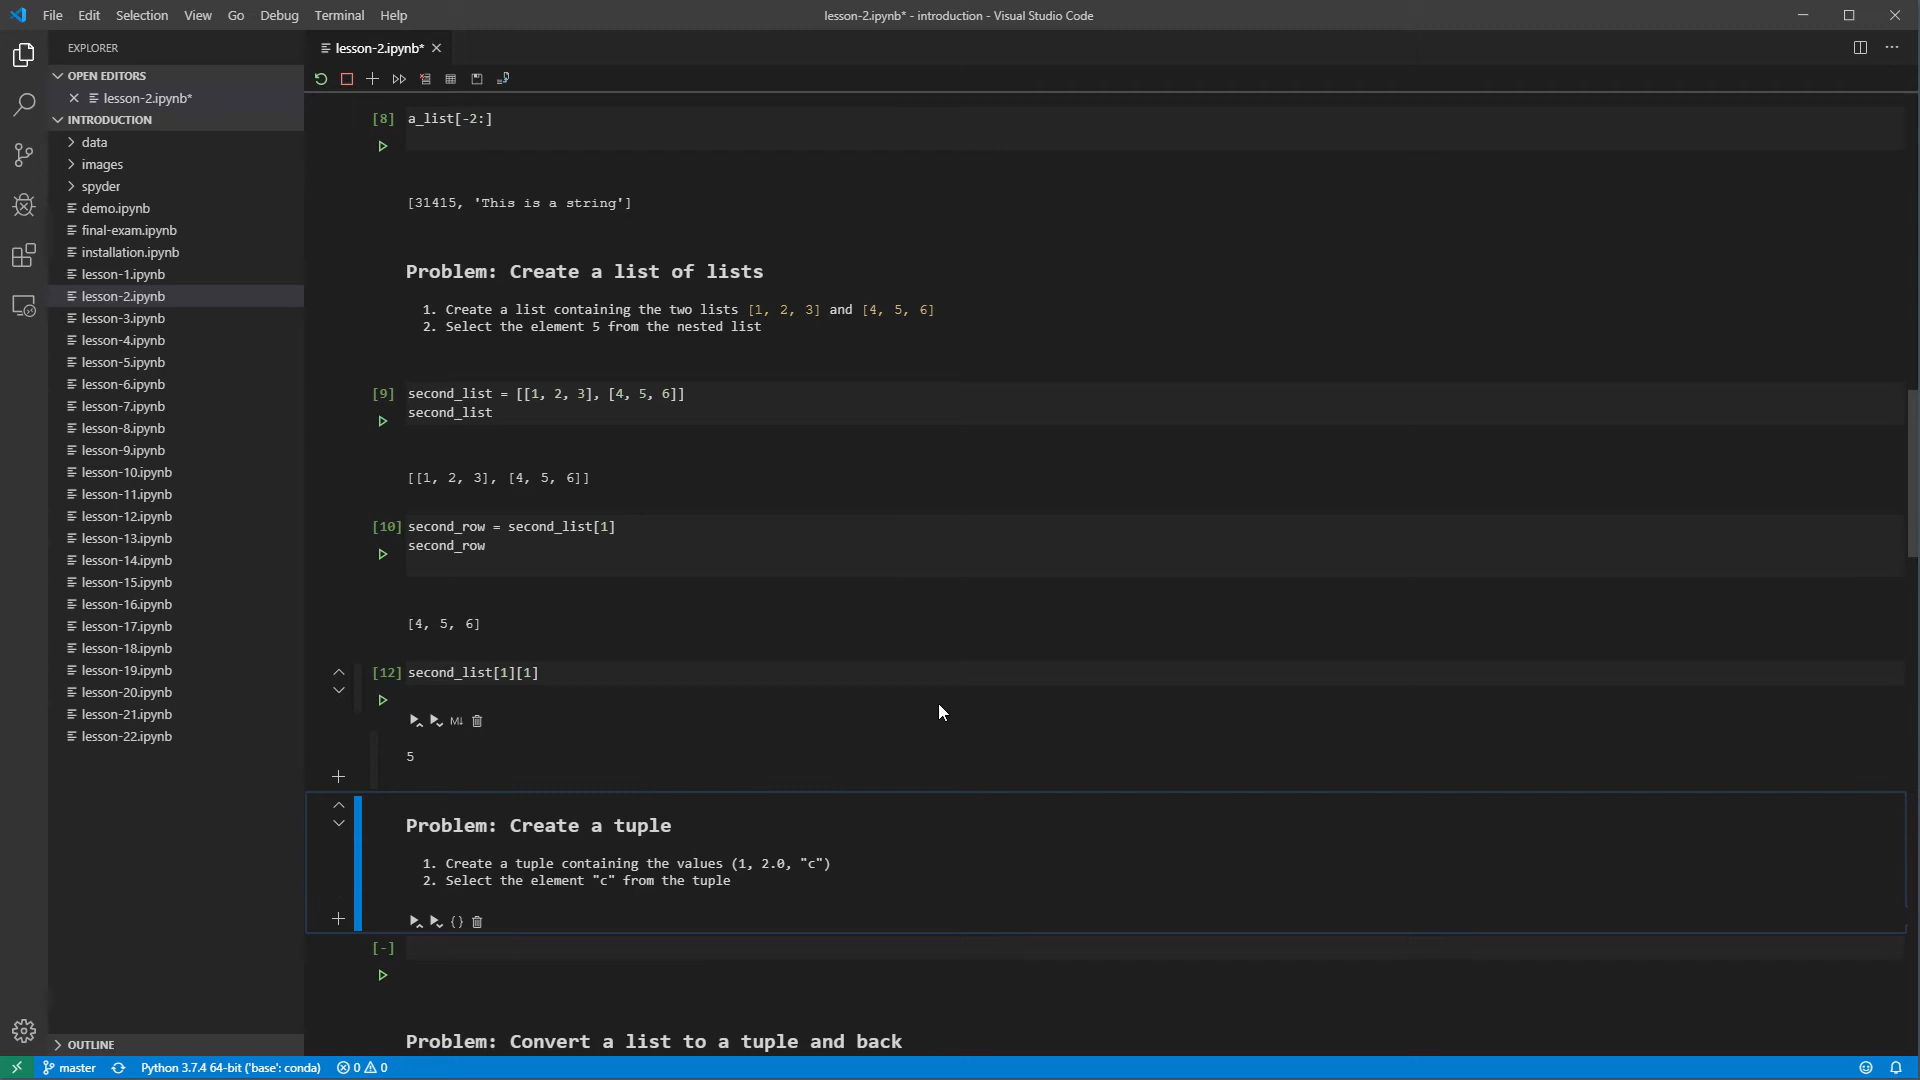 File Edit Selection View Go Debug Terminal Help
lesson-2.ipynb* - introduction - Visual Studio Code
EXPLORER
OPEN EDITORS
lesson-2.ipynb*
INTRODUCTION
data
images
spyder
demo.ipynb
final-exam.ipynb
installation.ipynb
lesson-1.ipynb
lesson-2.ipynb
lesson-3.ipynb
lesson-4.ipynb
lesson-5.ipynb
lesson-6.ipynb
lesson-7.ipynb
lesson-8.ipynb
lesson-9.ipynb
lesson-10.ipynb
lesson-11.ipynb
lesson-12.ipynb
lesson-13.ipynb
lesson-14.ipynb
lesson-15.ipynb
lesson-16.ipynb
lesson-17.ipynb
lesson-18.ipynb
lesson-19.ipynb
lesson-20.ipynb
lesson-21.ipynb
lesson-22.ipynb
OUTLINE
lesson-2.ipynb*
[8] a_list[-2:]
[31415, 'This is a string']
Problem: Create a list of lists
1. Create a list containing the two lists [1, 2, 3] and [4, 5, 6]
2. Select the element 5 from the nested list
[9] second_list = [[1, 2, 3], [4, 5, 6]]
second_list
[[1, 2, 3], [4, 5, 6]]
[10] second_row = second_list[1]
second_row
[4, 5, 6]
[12] second_list[1][1]
M↓
5
Problem: Create a tuple
1. Create a tuple containing the values (1, 2.0, "c")
2. Select the element "c" from the tuple
{}
[-]
Problem: Convert a list to a tuple and back
master Python 3.7.4 64-bit ('base': conda) 0 0